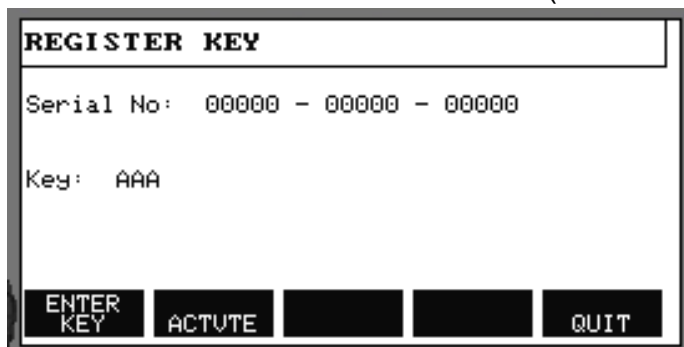 REGISTER KEY
Serial No: 00000 - 00000 - 00000
Key: AAA
ENTER
KEY
ACTVTE
QUIT